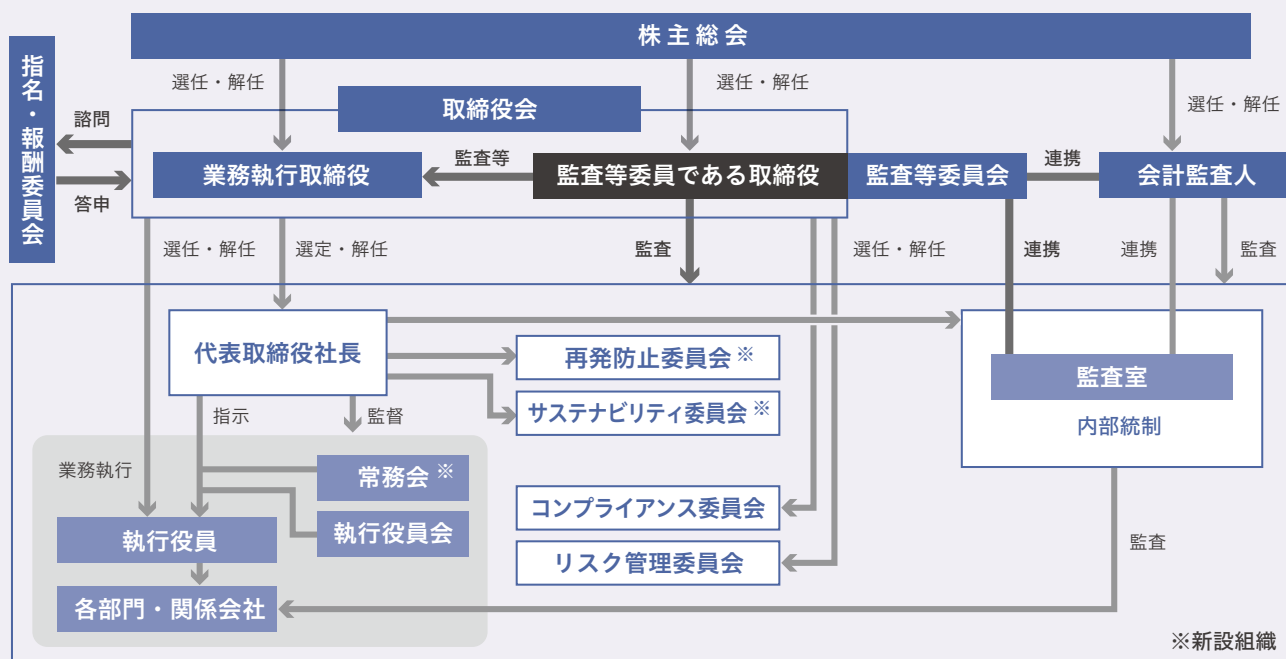 株主総会
指名・報酬委員会
選任・解任
選任・解任
選任・解任
取締役会
諮問
答申
業務執行取締役
監査等
監査等委員である取締役
監査等委員会
連携
会計監査人
選任・解任
選定・解任
監査
選任・解任
連携
連携
監査
代表取締役社長
再発防止委員会※
サステナビリティ委員会※
監査室
内部統制
指示
監督
業務執行
常務会※
執行役員会
執行役員
各部門・関係会社
コンプライアンス委員会
リスク管理委員会
監査
※新設組織